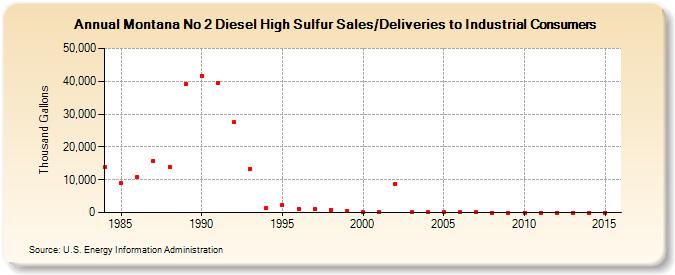 Annual Montana No 2 Diesel High Sulfur Sales/Deliveries to Industrial Consumers
Thousand Gallons
50,000
40,000
30,000
20,000
10,000
0
1985 1990 1995 2000 2005 2010 2015
Source: U.S. Energy Information Administration